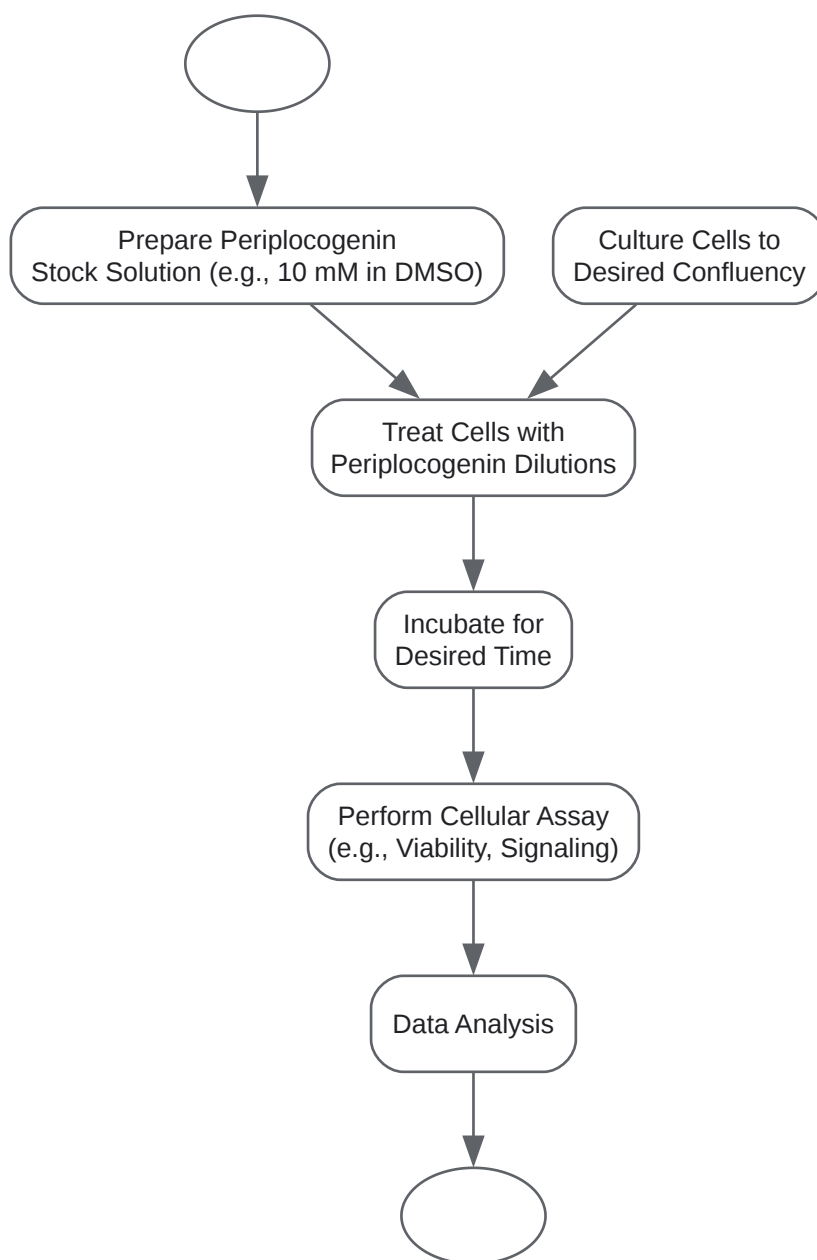 Prepare Periplocogenin
Stock Solution (e.g., 10 mM in DMSO)
Culture Cells to
Desired Confluency
Treat Cells with
Periplocogenin Dilutions
Incubate for
Desired Time
Perform Cellular Assay
(e.g., Viability, Signaling)
Data Analysis